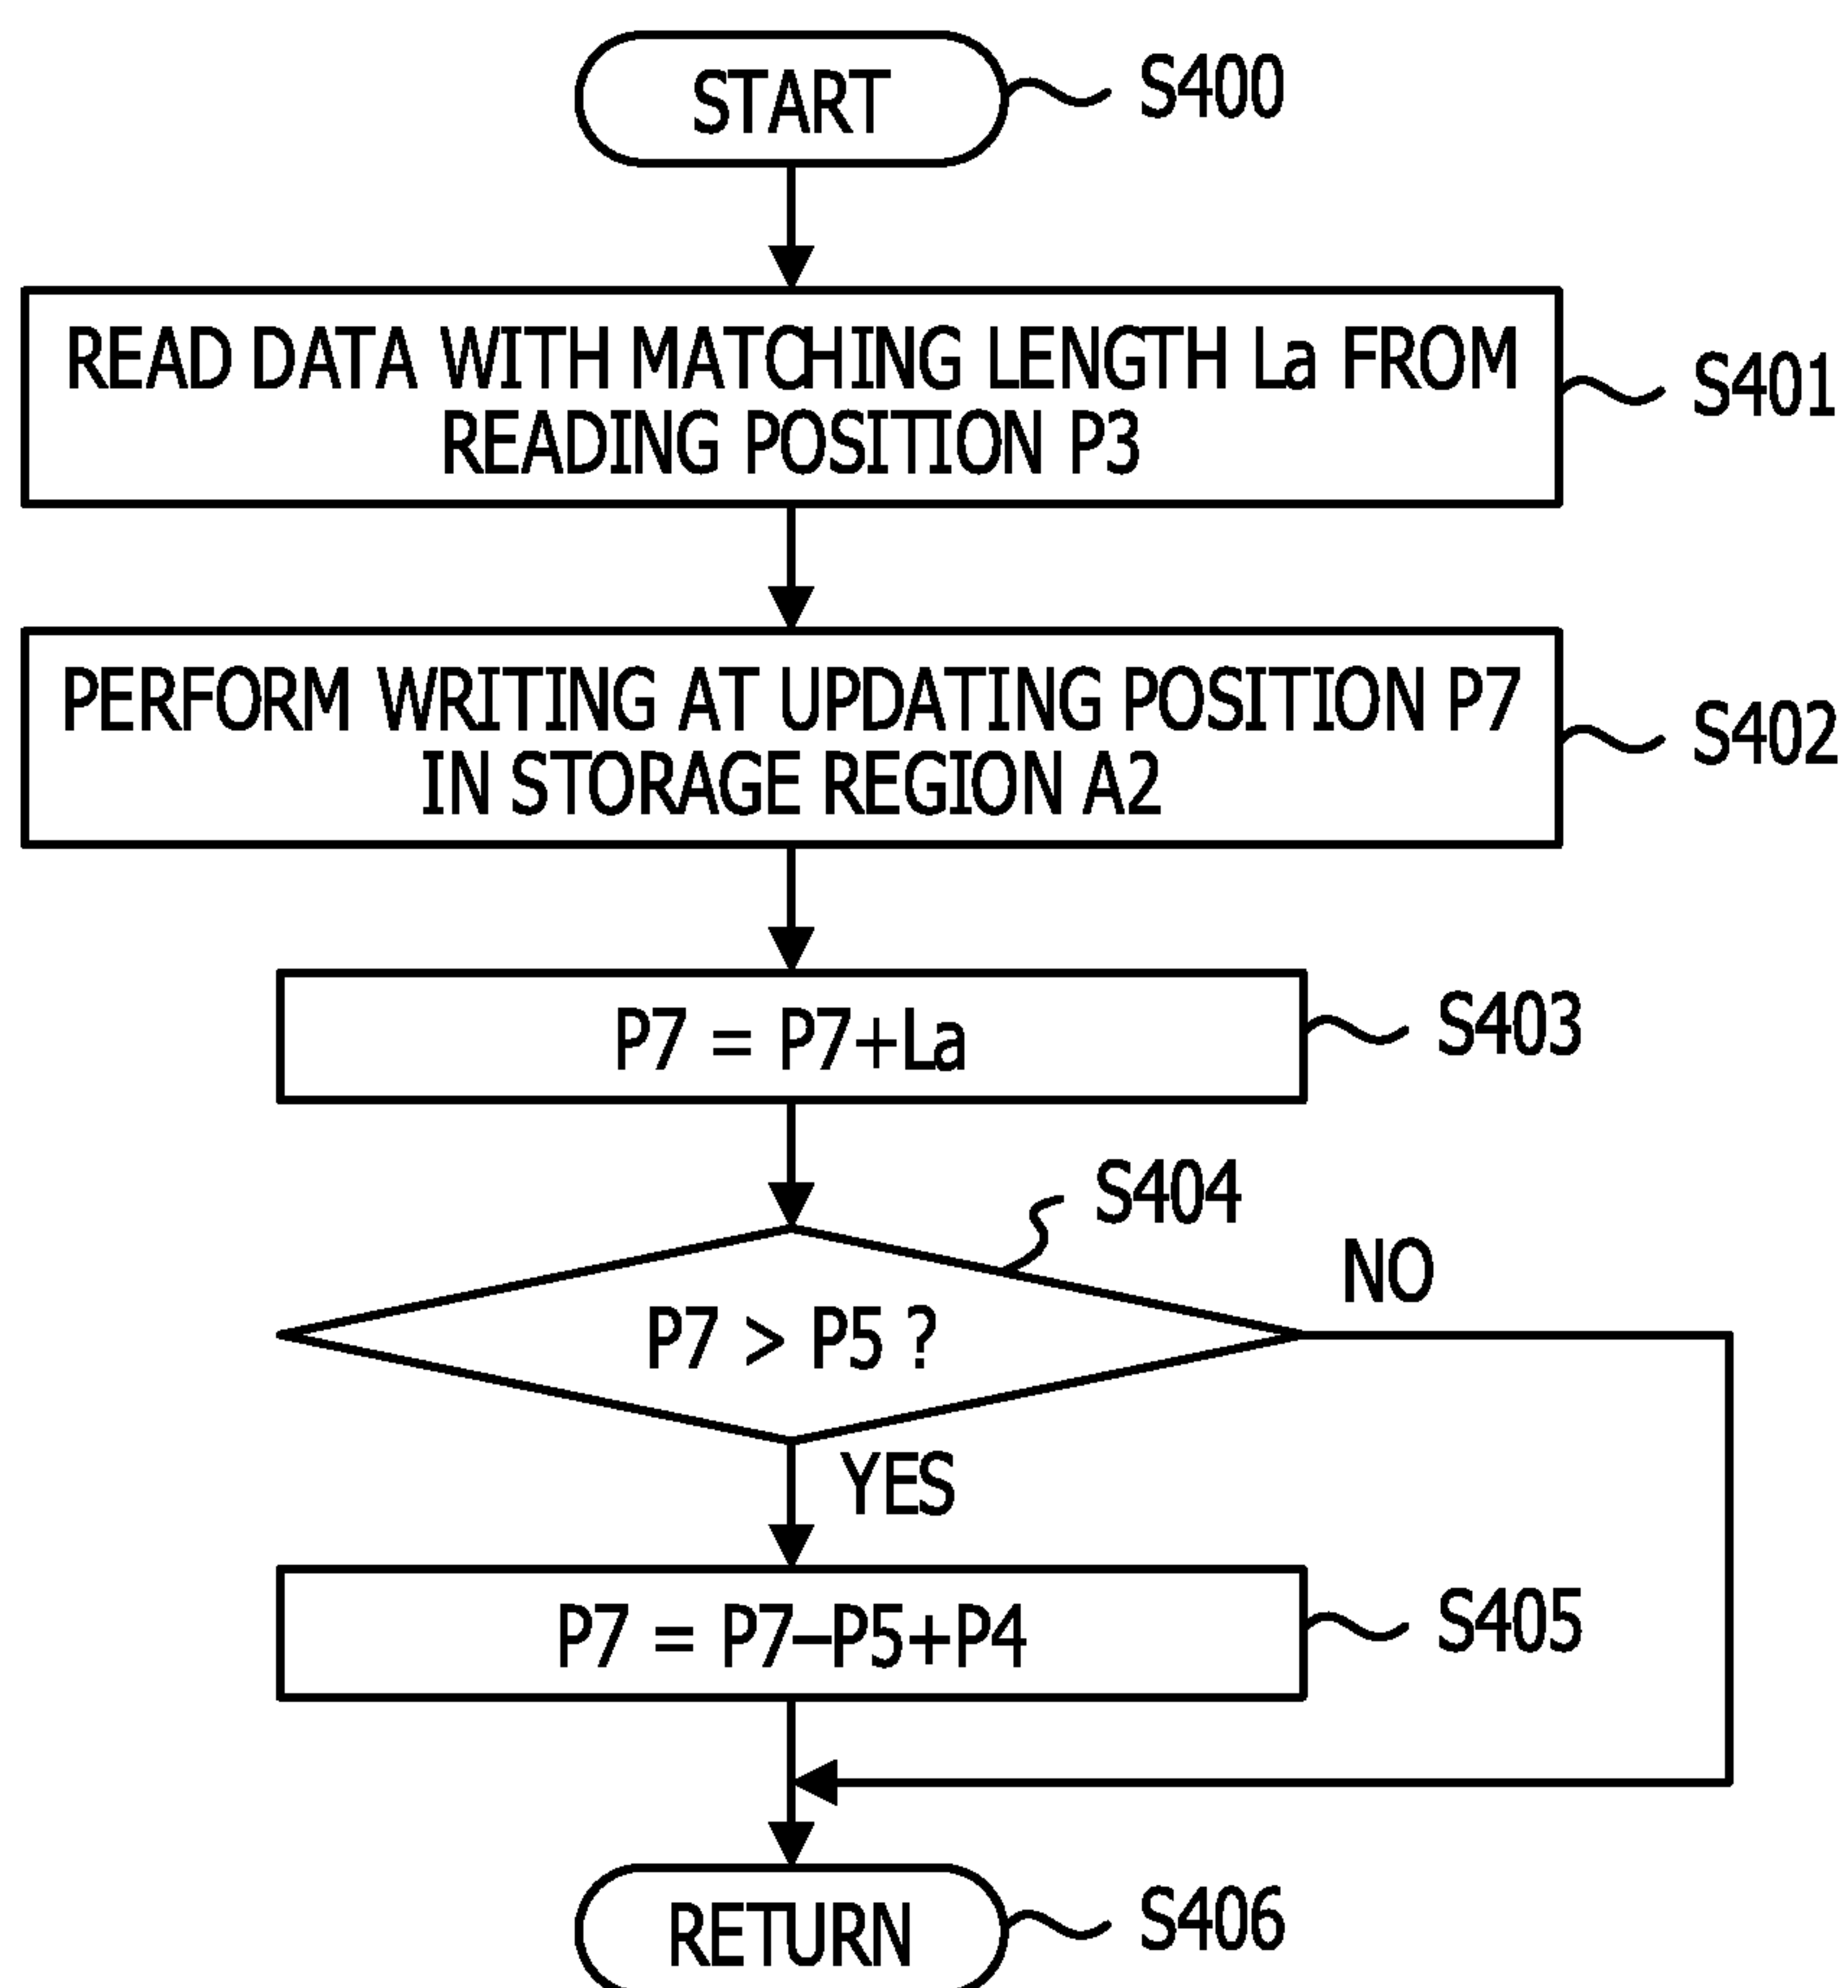 START
S400
READ DATA WITH MATCHING LENGTH La FROM
READING POSITION P3
S401
PERFORM WRITING AT UPDATING POSITION P7
IN STORAGE REGION A2
S402
P7 = P7+La
S403
S404
P7 > P5 ?
NO
YES
P7 = P7–P5+P4
S405
RETURN
S406